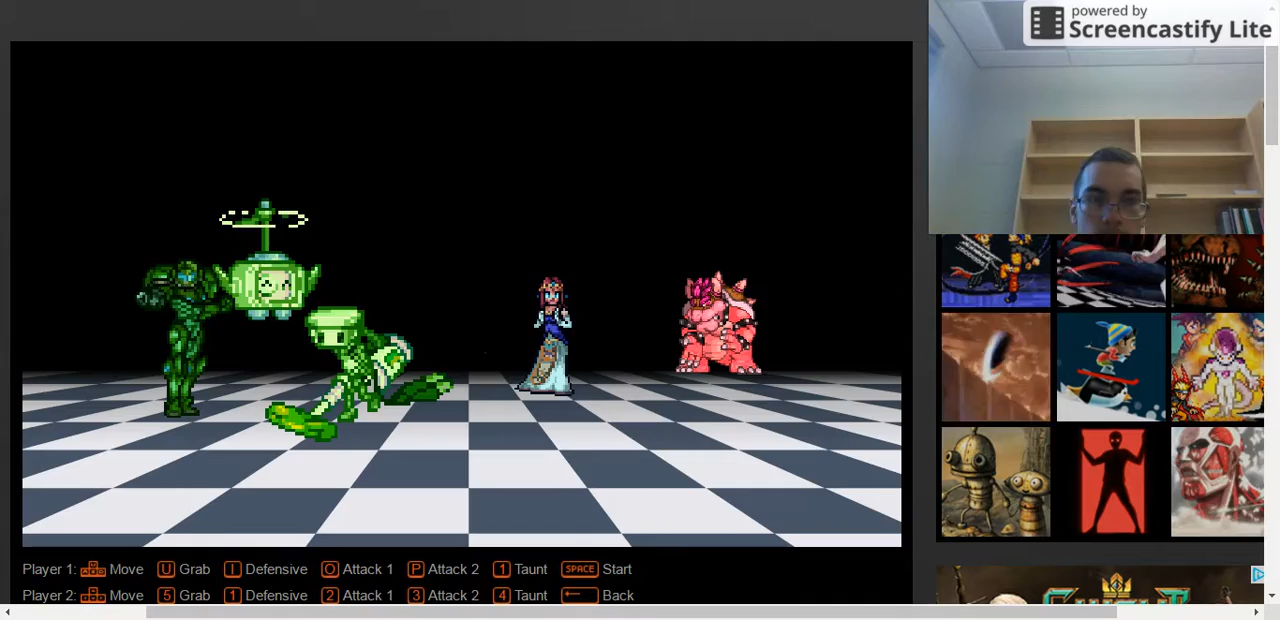 powered by
Screencastify Lite
Player 1: Move U Grab I Defensive O Attack 1 P Attack 2 1 Taunt SPACE Start
Player 2: Move 5 Grab 1 Defensive 2 Attack 1 3 Attack 2 4 Taunt Back